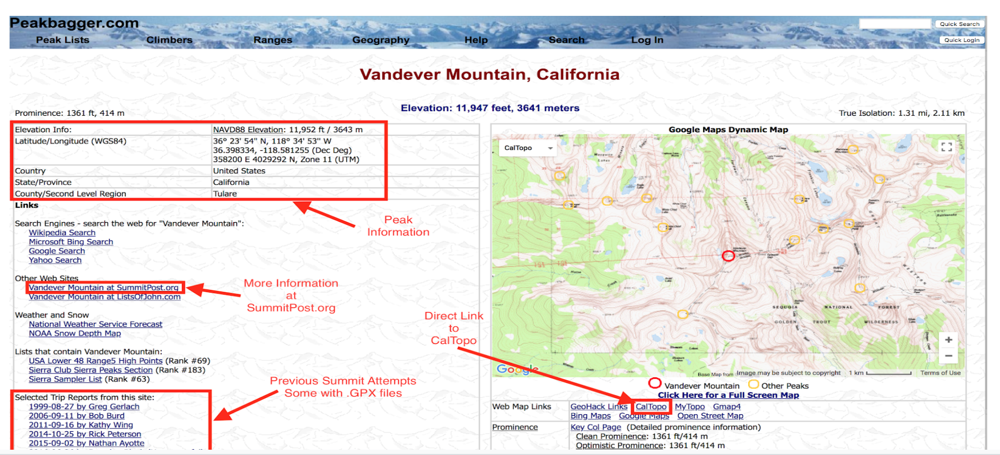 Peakbagger.com
Quick Search
Peak Lists Climbers Ranges Geography Help Search Log In
Quick Login
Vandever Mountain, California
Elevation: 11,947 feet, 3641 meters
Prominence: 1361 ft, 414 m
True Isolation: 1.31 mi, 2.11 km
Elevation Info: NAVD88 Elevation: 11,952 ft / 3643 m
Latitude/Longitude (WGS84) 36° 23' 54" N, 118° 34' 53" W
36.398334, -118.581255 (Dec Deg)
358200 E 4029292 N, Zone 11 (UTM)
Country United States
State/Province California
County/Second Level Region Tulare
Links
Peak
Information
Search Engines - search the web for "Vandever Mountain":
Wikipedia Search
Microsoft Bing Search
Google Search
Yahoo Search
Other Web Sites
Vandever Mountain at SummitPost.org
Vandever Mountain at ListsOfJohn.com
More Information
at
SummitPost.org
Weather and Snow
National Weather Service Forecast
NOAA Snow Depth Map
Direct Link
to
CalTopo
Lists that contain Vandever Mountain:
USA Lower 48 Range5 High Points (Rank #69)
Sierra Club Sierra Peaks Section (Rank #183)
Sierra Sampler List (Rank #63)
Previous Summit Attempts
Some with .GPX files
Selected Trip Reports from this site:
1999-08-27 by Greg Gerlach
2006-09-11 by Bob Burd
2011-09-16 by Kathy Wing
2014-10-25 by Rick Peterson
2015-09-02 by Nathan Ayotte
Google Maps Dynamic Map
CalTopo
Mosquito
Lakes
Eagle
Lake
Franklin
Lakes
Canyon
Vandever
Mountain
Creek
SEQUOIA NATIONAL FOREST
GOLDEN TROUT WILDERNESS
+
−
Google
Base Map from Image may be subject to copyright 1 km Terms of Use
Vandever Mountain Other Peaks
Click Here for a Full Screen Map
Web Map Links GeoHack Links CalTopo MyTopo Gmap4
Bing Maps Google Maps Open Street Map
Prominence Key Col Page (Detailed prominence information)
Clean Prominence: 1361 ft/414 m
Optimistic Prominence: 1361 ft/414 m